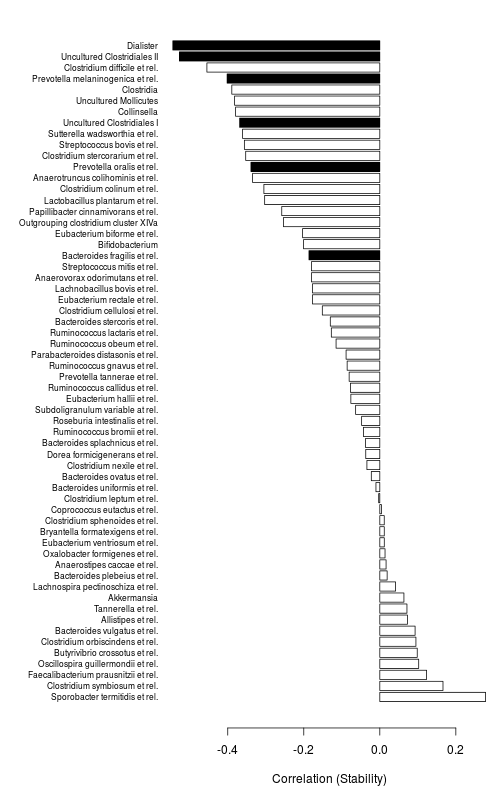 Dialister
Uncultured Clostridiales II
Clostridium difficile et rel.
Prevotella melaninogenica et rel.
Clostridia
Uncultured Mollicutes
Collinsella
Uncultured Clostridiales I
Sutterella wadsworthia et rel.
Streptococcus bovis et rel.
Clostridium stercorarium et rel.
Prevotella oralis et rel.
Anaerotruncus colihominis et rel.
Clostridium colinum et rel.
Lactobacillus plantarum et rel.
Papillibacter cinnamivorans et rel.
Outgrouping clostridium cluster XIVa
Eubacterium biforme et rel.
Bifidobacterium
Bacteroides fragilis et rel.
Streptococcus mitis et rel.
Anaerovorax odorimutans et rel.
Lachnobacillus bovis et rel.
Eubacterium rectale et rel.
Clostridium cellulosi et rel.
Bacteroides stercoris et rel.
Ruminococcus lactaris et rel.
Ruminococcus obeum et rel.
Parabacteroides distasonis et rel.
Ruminococcus gnavus et rel.
Prevotella tannerae et rel.
Ruminococcus callidus et rel.
Eubacterium hallii et rel.
Subdoligranulum variable at rel.
Roseburia intestinalis et rel.
Ruminococcus bromii et rel.
Bacteroides splachnicus et rel.
Dorea formicigenerans et rel.
Clostridium nexile et rel.
Bacteroides ovatus et rel.
Bacteroides uniformis et rel.
Clostridium leptum et rel.
Coprococcus eutactus et rel.
Clostridium sphenoides et rel.
Bryantella formatexigens et rel.
Eubacterium ventriosum et rel.
Oxalobacter formigenes et rel.
Anaerostipes caccae et rel.
Bacteroides plebeius et rel.
Lachnospira pectinoschiza et rel.
Akkermansia
Tannerella et rel.
Allistipes et rel.
Bacteroides vulgatus et rel.
Clostridium orbiscindens et rel.
Butyrivibrio crossotus et rel.
Oscillospira guillermondii et rel.
Faecalibacterium prausnitzii et rel.
Clostridium symbiosum et rel.
Sporobacter termitidis et rel.
-0.4 -0.2 0.0 0.2
Correlation (Stability)